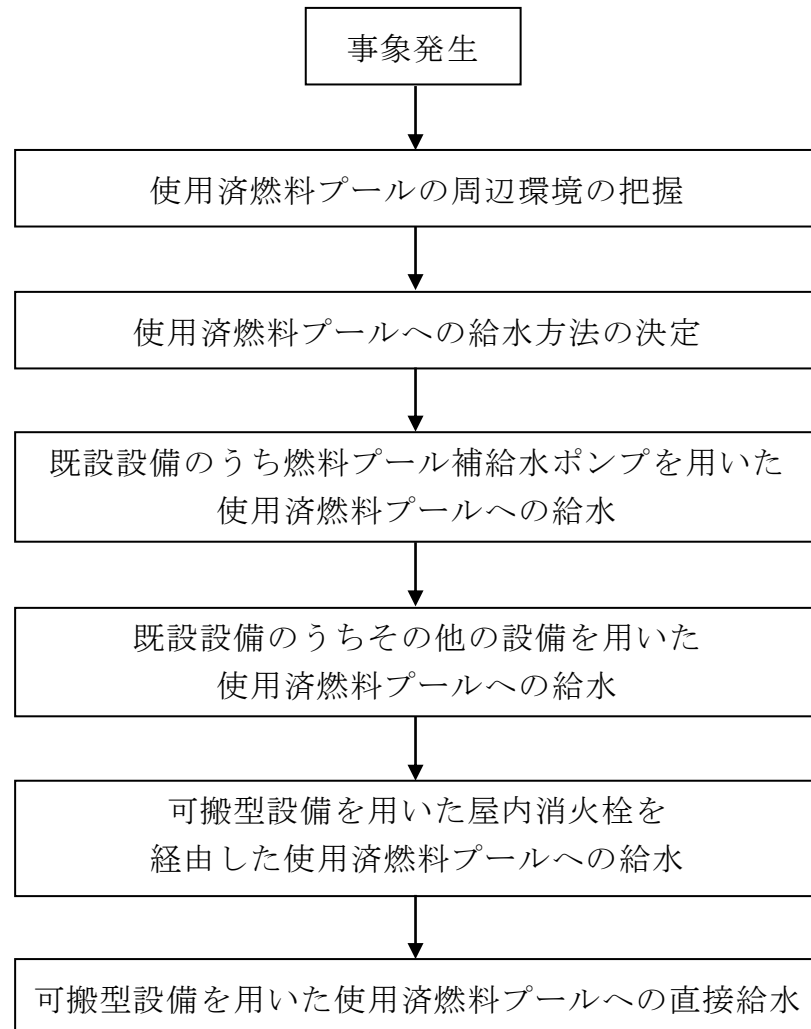 事象発生
使用済燃料プールの周辺環境の把握
使用済燃料プールへの給水方法の決定
既設設備のうち燃料プール補給水ポンプを用いた
使用済燃料プールへの給水
既設設備のうちその他の設備を用いた
使用済燃料プールへの給水
可搬型設備を用いた屋内消火栓を
経由した使用済燃料プールへの給水
可搬型設備を用いた使用済燃料プールへの直接給水